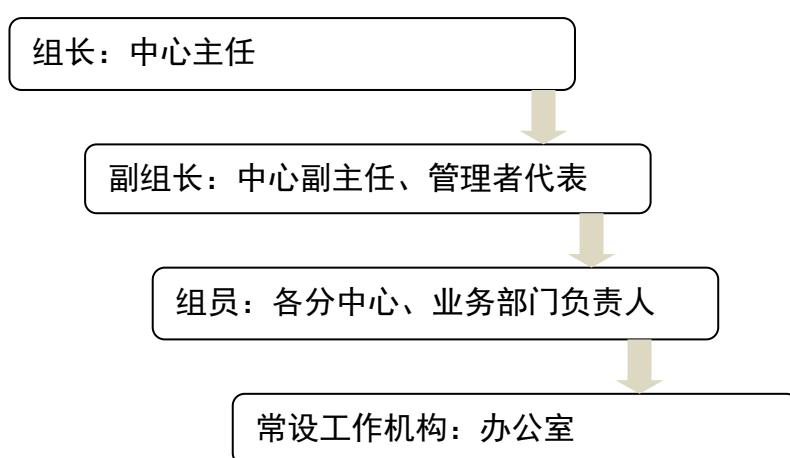 组长：中心主任
副组长：中心副主任、管理者代表
组员：各分中心、业务部门负责人
常设工作机构：办公室